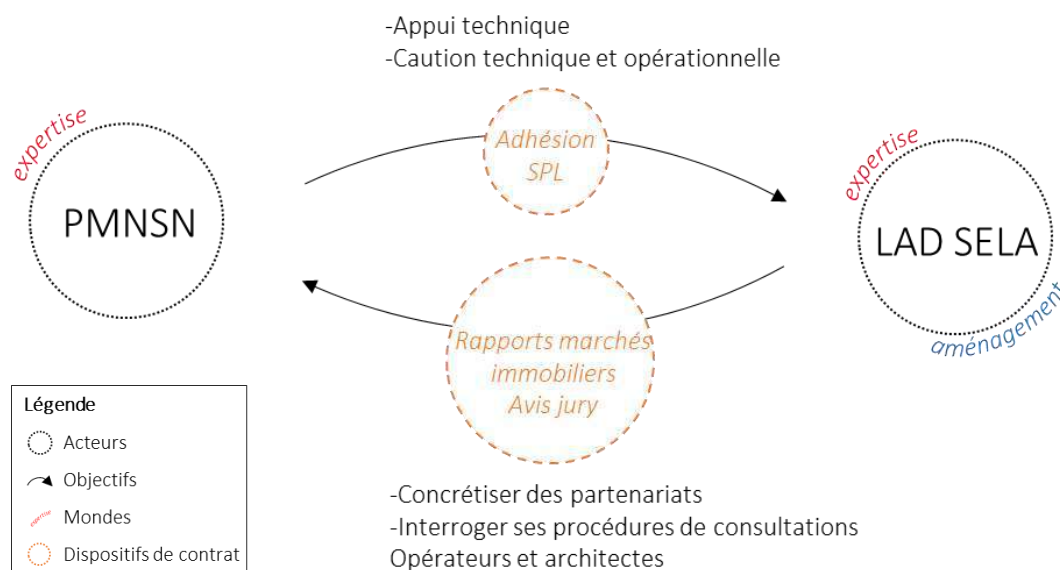 -Appui technique
-Caution technique et opérationnelle
expertise
PMNSN
Adhésion
SPL
expertise
LAD SELA
aménagement
Rapports marchés
immobiliers
Avis jury
Légende
Acteurs
Objectifs
expertise
Mondes
Dispositifs de contrat
-Concrétiser des partenariats
-Interroger ses procédures de consultations
Opérateurs et architectes